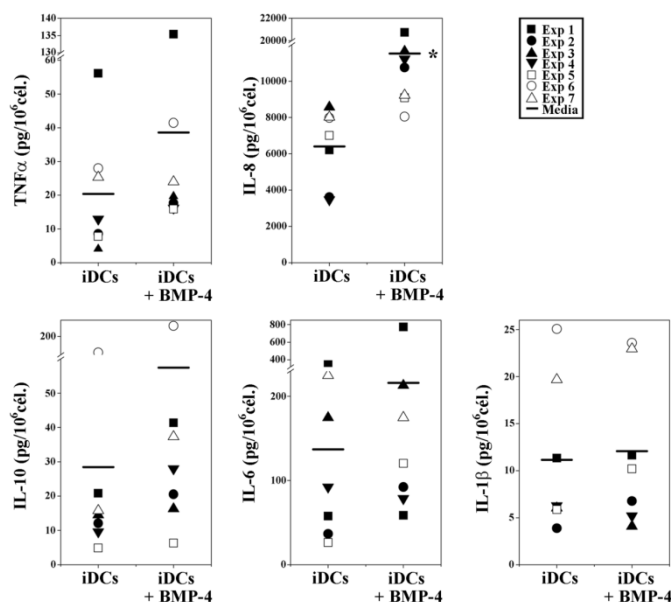 140
135
130
60
50
40
30
20
10
0
TNFα (pg/10⁶cél.)
iDCs
iDCs
+ BMP-4
22000
20000
10000
8000
6000
4000
2000
0
IL-8 (pg/10⁶cél.)
*
iDCs
iDCs
+ BMP-4
Exp 1
Exp 2
Exp 3
Exp 4
Exp 5
Exp 6
Exp 7
Media
200
50
40
30
20
10
0
IL-10 (pg/10⁶cél.)
iDCs
iDCs
+ BMP-4
800
600
400
200
100
0
IL-6 (pg/10⁶cél.)
iDCs
iDCs
+ BMP-4
25
20
15
10
5
0
IL-1β (pg/10⁶cél.)
iDCs
iDCs
+ BMP-4